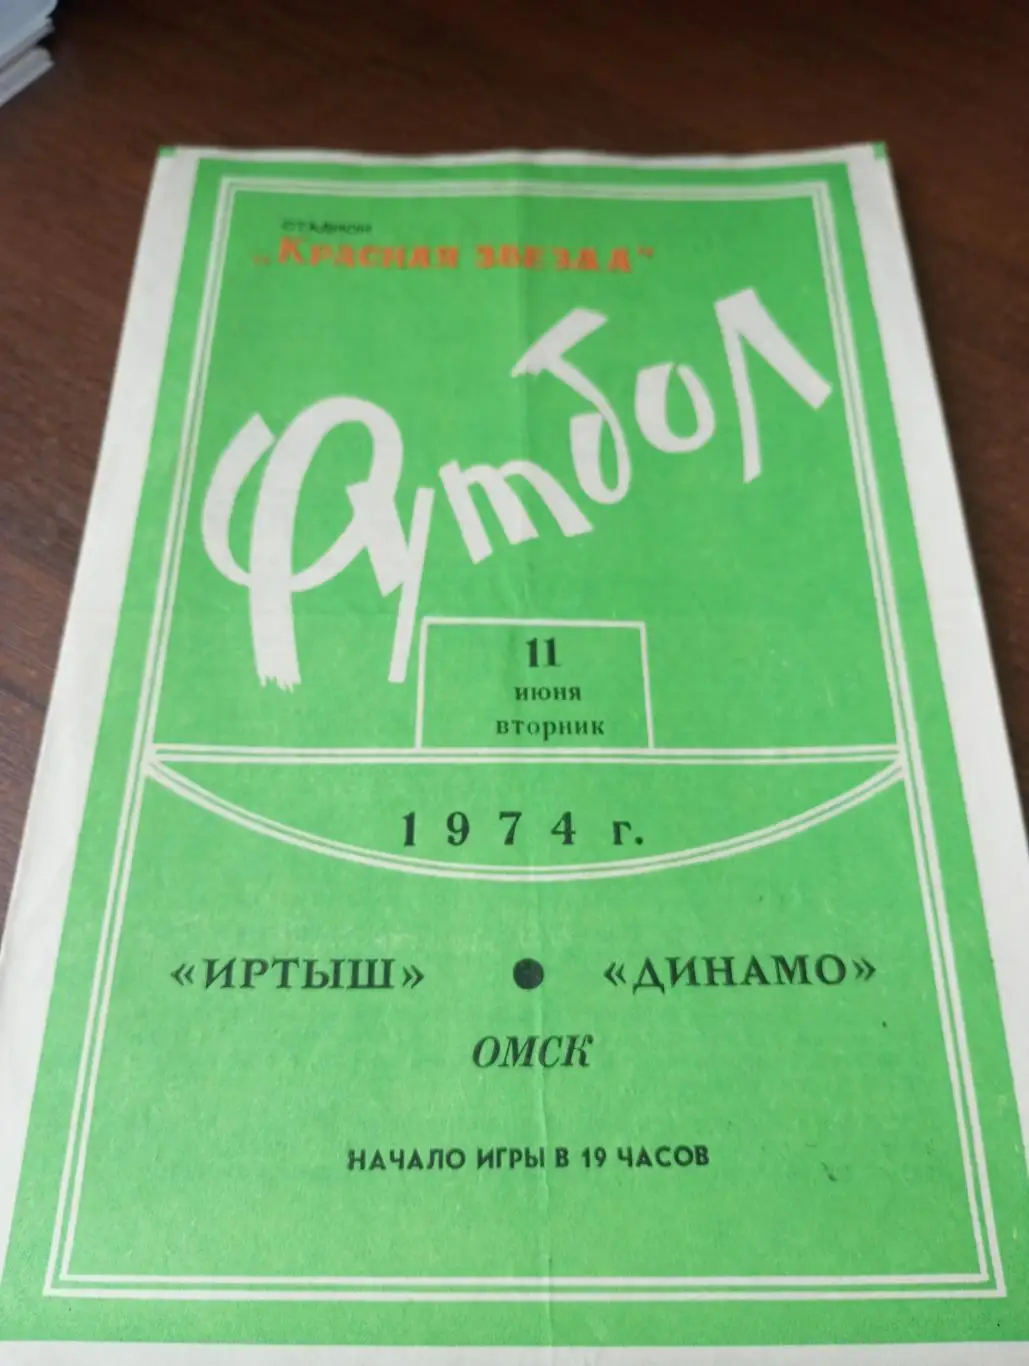 СТАДИОН
„КРАСНАЯ ЗВЕЗДА"
Футбол
11
июня
вторник
1974 г.
«ИРТЫШ» ● «ДИНАМО»
ОМСК
НАЧАЛО ИГРЫ В 19 ЧАСОВ